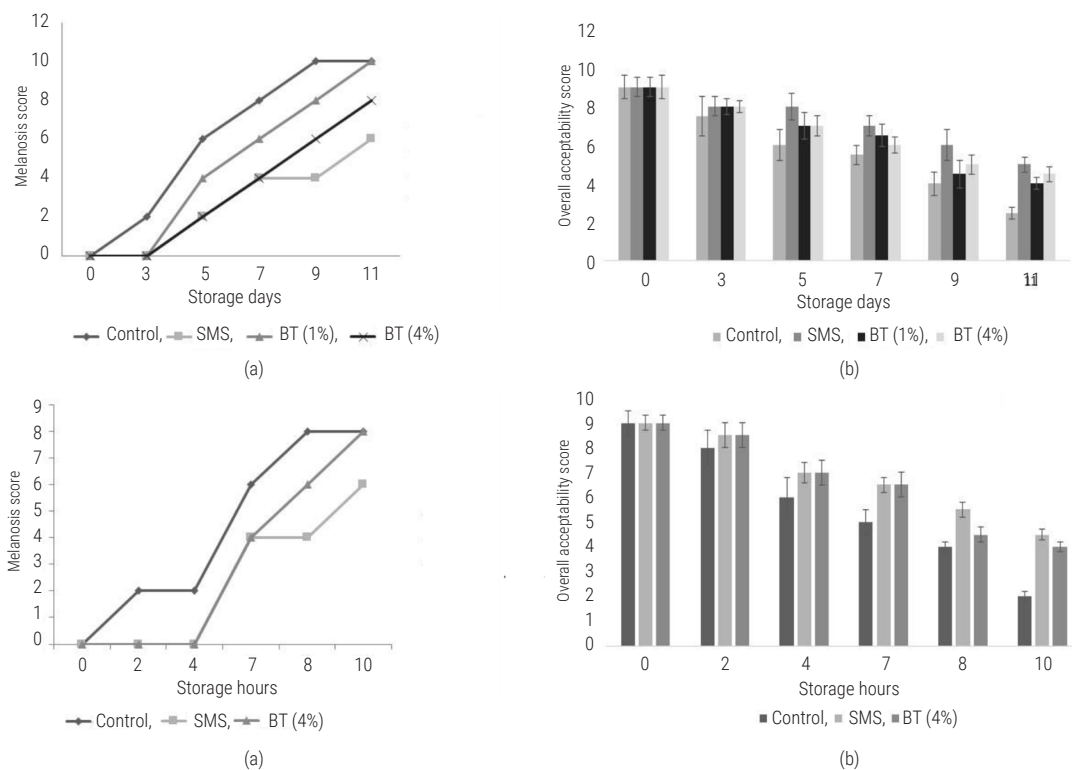 12
10
8
6
4
2
0
Melanosis score
0 3 5 7 9 11
Storage days
Control, SMS, BT (1%), BT (4%)
(a)
12
10
8
6
4
2
0
Overall acceptability score
0 3 5 7 9 11
Storage days
Control, SMS, BT (1%), BT (4%)
(b)
9
8
7
6
5
4
3
2
1
0
Melanosis score
0 2 4 7 8 10
Storage hours
Control, SMS, BT (4%)
(a)
10
9
8
7
6
5
4
3
2
1
0
Overall acceptability score
0 2 4 7 8 10
Storage hours
Control, SMS, BT (4%)
(b)